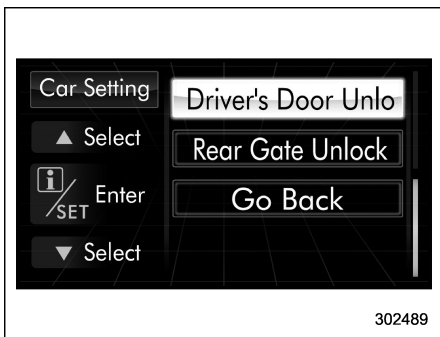 Car Setting
Driver's Door Unlo
▲ Select
Rear Gate Unlock
i/SET Enter
Go Back
▼ Select
302489